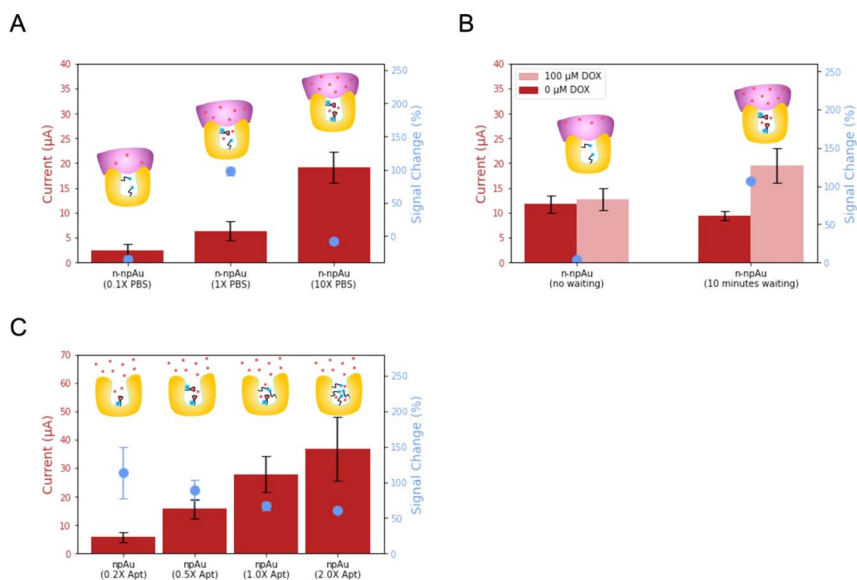 A
40
35
30
25
20
15
10
5
0
Current (μA)
250
200
150
100
50
0
Signal Change (%)
n-npAu
(0.1X PBS)
n-npAu
(1X PBS)
n-npAu
(10X PBS)
B
40
35
30
25
20
15
10
5
0
Current (μA)
100 μM DOX
0 μM DOX
250
200
150
100
50
0
Signal Change (%)
n-npAu
(no waiting)
n-npAu
(10 minutes waiting)
C
70
60
50
40
30
20
10
0
Current (μA)
250
200
150
100
50
0
Signal Change (%)
npAu
(0.2X Apt)
npAu
(0.5X Apt)
npAu
(1.0X Apt)
npAu
(2.0X Apt)